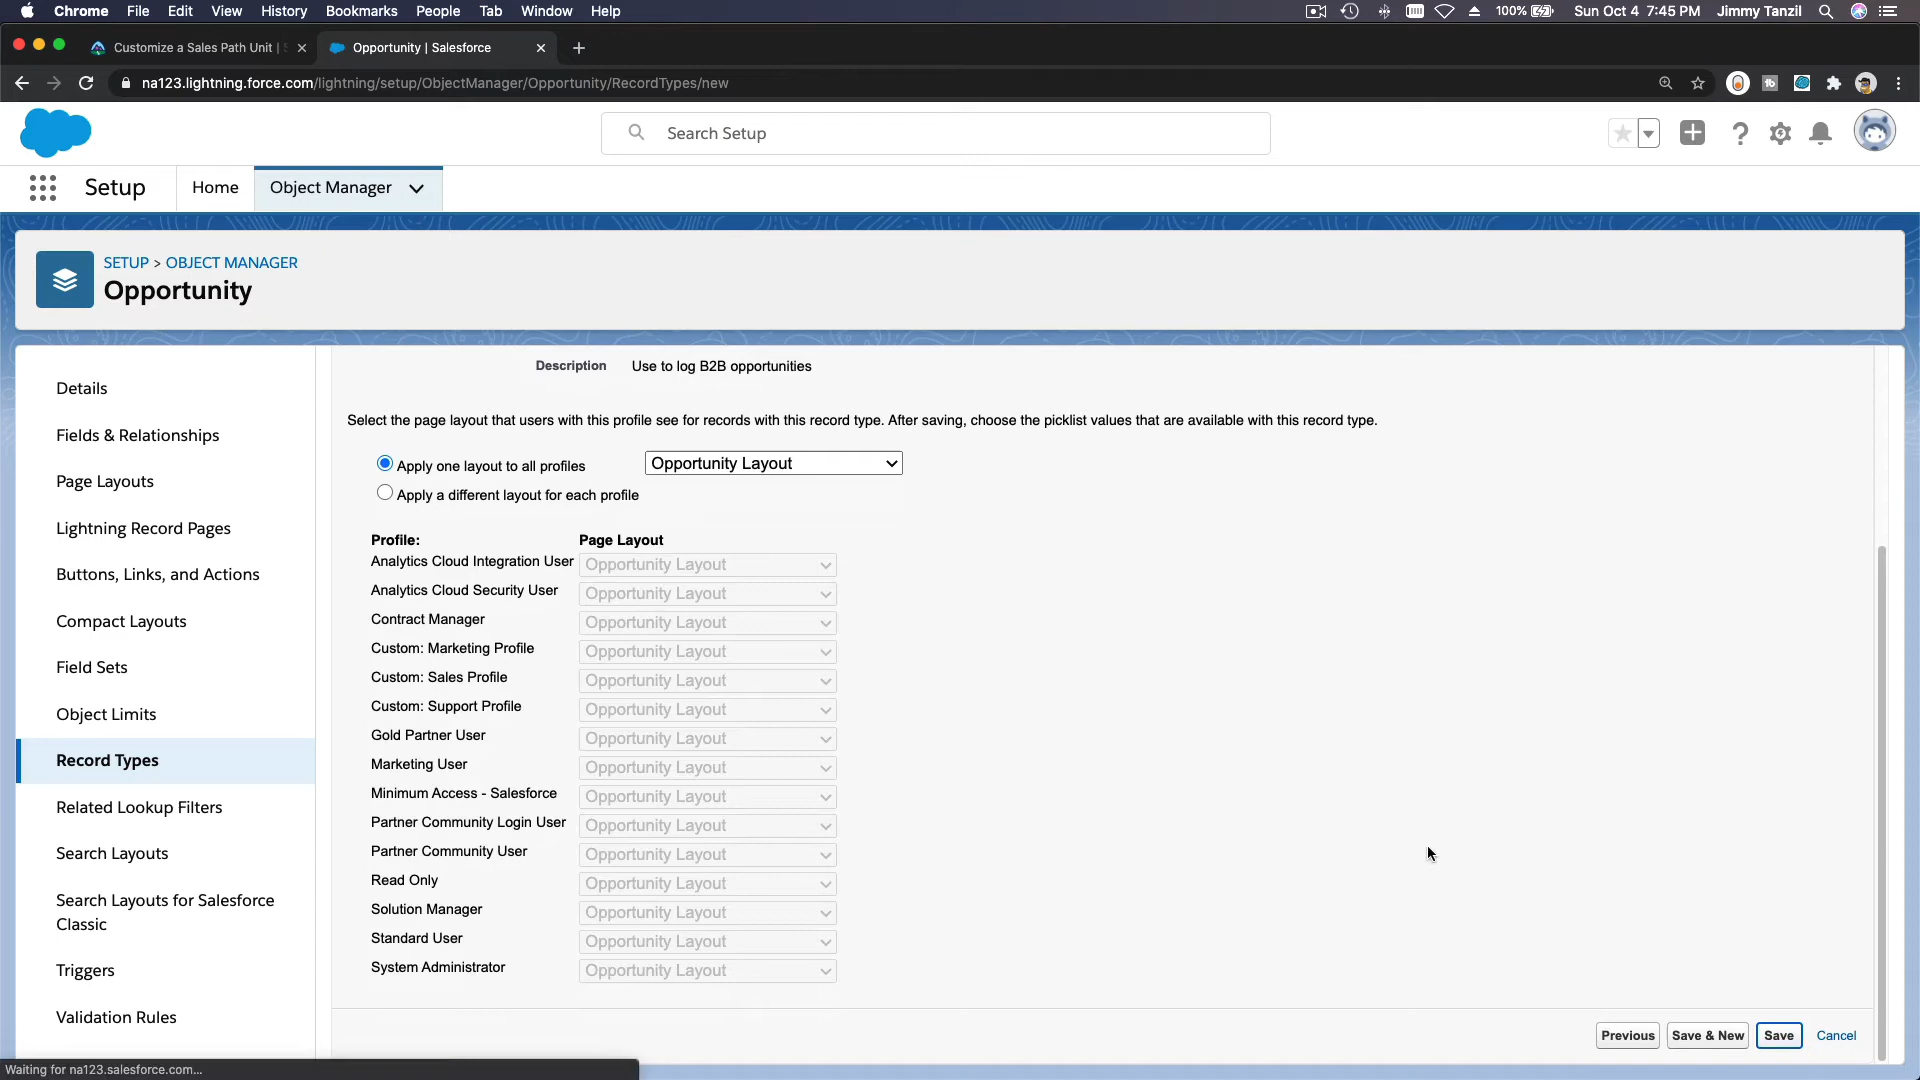 Chrome File Edit View History Bookmarks People Tab Window Help 100% Sun Oct 4 7:45 PM Jimmy Tanzil
Customize a Sales Path Unit | Opportunity | Salesforce
na123.lightning.force.com/lightning/setup/ObjectManager/Opportunity/RecordTypes/new
Search Setup
Setup Home Object Manager
SETUP > OBJECT MANAGER
Opportunity
Details
Fields & Relationships
Page Layouts
Lightning Record Pages
Buttons, Links, and Actions
Compact Layouts
Field Sets
Object Limits
Record Types
Related Lookup Filters
Search Layouts
Search Layouts for Salesforce
Classic
Triggers
Validation Rules
Description Use to log B2B opportunities
Select the page layout that users with this profile see for records with this record type. After saving, choose the picklist values that are available with this record type.
Apply one layout to all profiles Opportunity Layout
Apply a different layout for each profile
Profile: Page Layout
Analytics Cloud Integration User Opportunity Layout
Analytics Cloud Security User Opportunity Layout
Contract Manager Opportunity Layout
Custom: Marketing Profile Opportunity Layout
Custom: Sales Profile Opportunity Layout
Custom: Support Profile Opportunity Layout
Gold Partner User Opportunity Layout
Marketing User Opportunity Layout
Minimum Access - Salesforce Opportunity Layout
Partner Community Login User Opportunity Layout
Partner Community User Opportunity Layout
Read Only Opportunity Layout
Solution Manager Opportunity Layout
Standard User Opportunity Layout
System Administrator Opportunity Layout
Previous Save & New Save Cancel
Waiting for na123.salesforce.com...